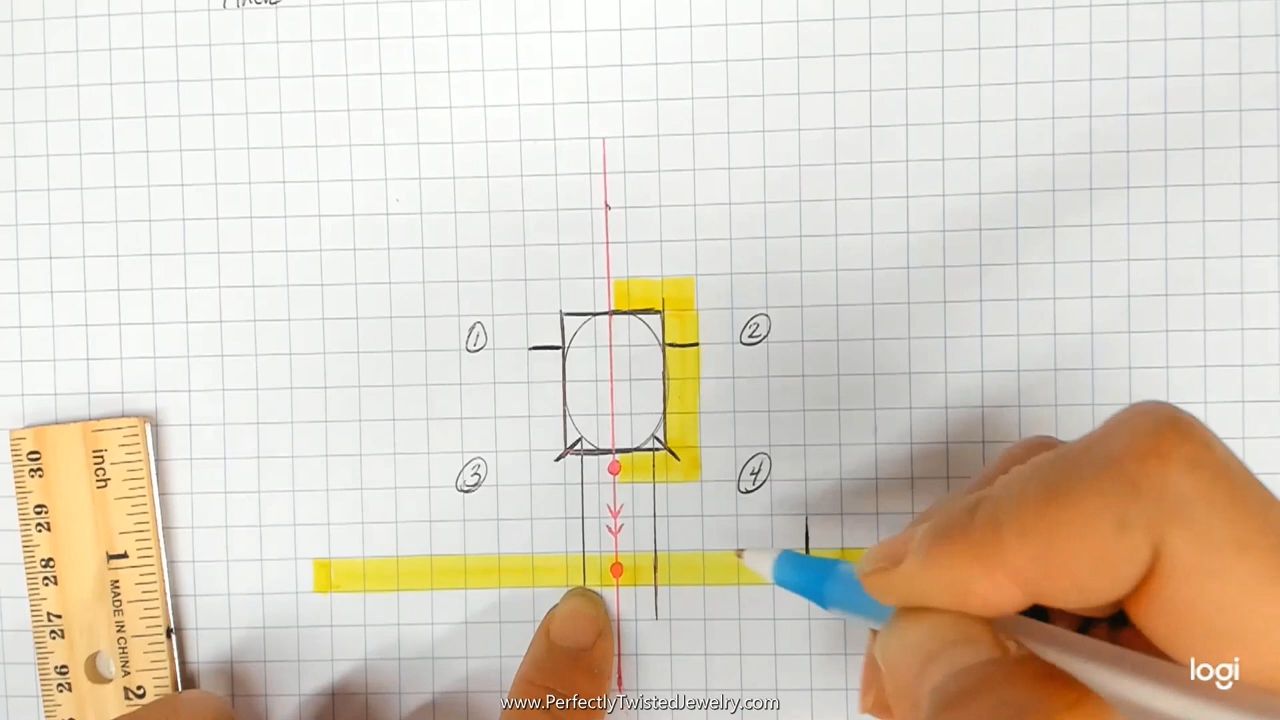 ①
②
③
④
30
29
28
27
26
inch
1
MADE IN CHINA
2
logi
www.PerfectlyTwistedJewelry.com